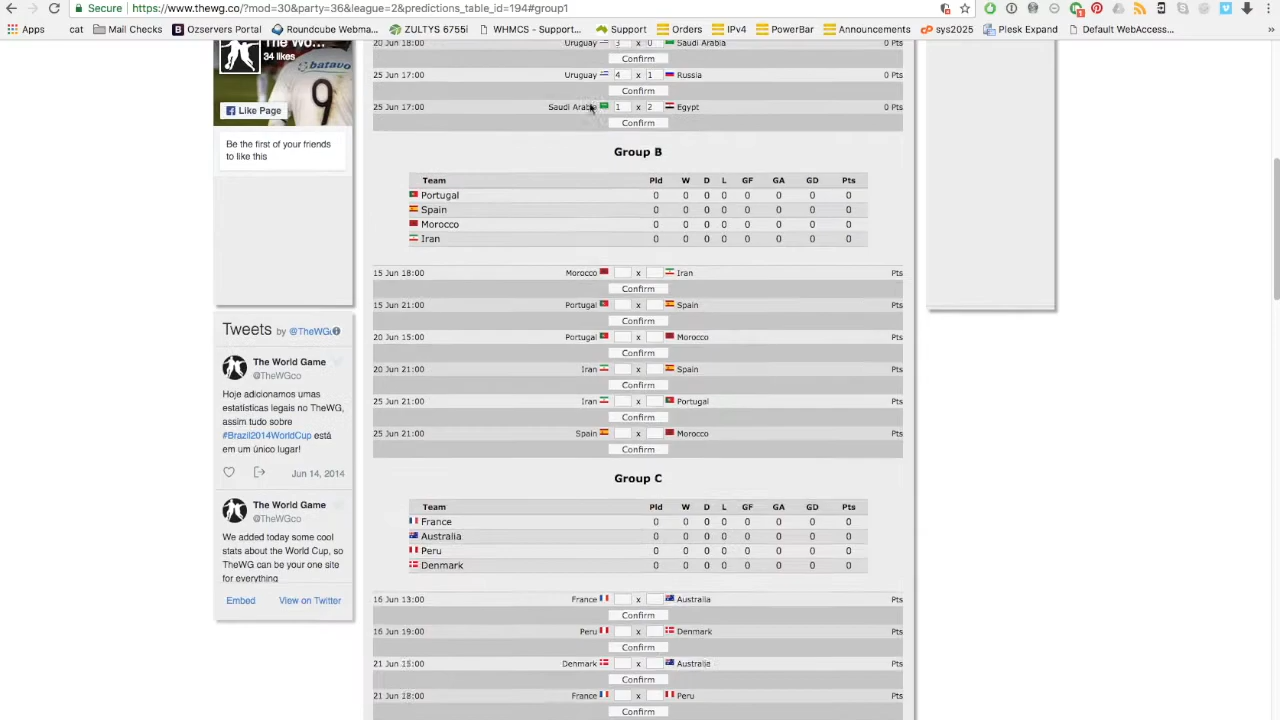 Secure https://www.thewg.co/?mod=30&party=36&league=2&predictions_table_id=194#group1
Apps cat Mail Checks Ozservers Portal Roundcube Webma... ZULTYS 6755i WHMCS - Support... Support Orders IPv4 PowerBar Announcements sys2025 Plesk Expand Default WebAccess... »
The Wo...
34 likes
batavo
9
Like Page
Be the first of your friends
to like this
20 Jun 18:00 Uruguay 3 x 0 Saudi Arabia 0 Pts
Confirm
25 Jun 17:00 Uruguay 4 x 1 Russia 0 Pts
Confirm
25 Jun 17:00 Saudi Arabia 1 x 2 Egypt 0 Pts
Confirm
Group B
Team Pld W D L GF GA GD Pts
Portugal 0 0 0 0 0 0 0 0
Spain 0 0 0 0 0 0 0 0
Morocco 0 0 0 0 0 0 0 0
Iran 0 0 0 0 0 0 0 0
15 Jun 18:00 Morocco x Iran Pts
Confirm
15 Jun 21:00 Portugal x Spain Pts
Confirm
20 Jun 15:00 Portugal x Morocco Pts
Confirm
20 Jun 21:00 Iran x Spain Pts
Confirm
25 Jun 21:00 Iran x Portugal Pts
Confirm
25 Jun 21:00 Spain x Morocco Pts
Confirm
Group C
Team Pld W D L GF GA GD Pts
France 0 0 0 0 0 0 0 0
Australia 0 0 0 0 0 0 0 0
Peru 0 0 0 0 0 0 0 0
Denmark 0 0 0 0 0 0 0 0
16 Jun 13:00 France x Australia Pts
Confirm
16 Jun 19:00 Peru x Denmark Pts
Confirm
21 Jun 15:00 Denmark x Australia Pts
Confirm
21 Jun 18:00 France x Peru Pts
Confirm
Tweets by @TheWG
The World Game
@TheWGco
Hoje adicionamos umas
estatísticas legais no TheWG,
assim tudo sobre
#Brazil2014WorldCup está
em um único lugar!
Jun 14, 2014
The World Game
@TheWGco
We added today some cool
stats about the World Cup, so
TheWG can be your one site
for everything
Embed View on Twitter